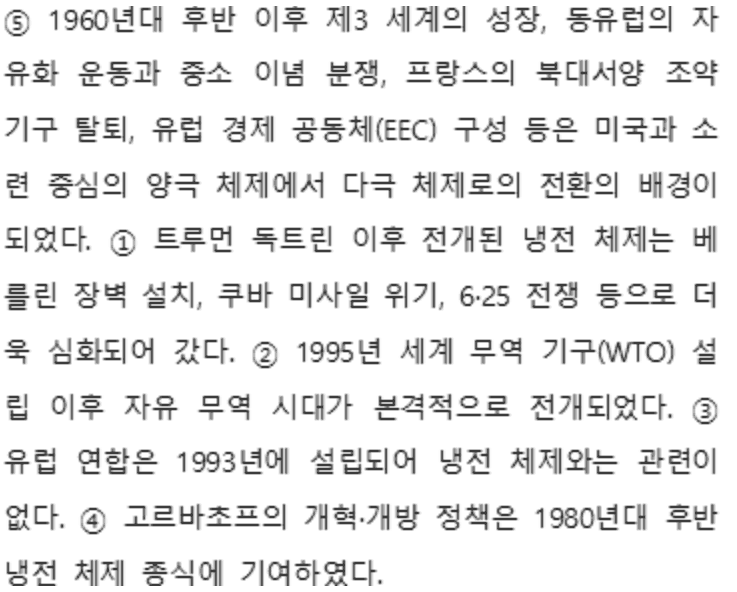 ⑤ 1960년대 후반 이후 제3 세계의 성장, 동유럽의 자
유화 운동과 중소 이념 분쟁, 프랑스의 북대서양 조약
기구 탈퇴, 유럽 경제 공동체(EEC) 구성 등은 미국과 소
련 중심의 양극 체제에서 다극 체제로의 전환의 배경이
되었다. ① 트루먼 독트린 이후 전개된 냉전 체제는 베
를린 장벽 설치, 쿠바 미사일 위기, 6·25 전쟁 등으로 더
욱 심화되어 갔다. ② 1995년 세계 무역 기구(WTO) 설
립 이후 자유 무역 시대가 본격적으로 전개되었다. ③
유럽 연합은 1993년에 설립되어 냉전 체제와는 관련이
없다. ④ 고르바초프의 개혁·개방 정책은 1980년대 후반
냉전 체제 종식에 기여하였다.